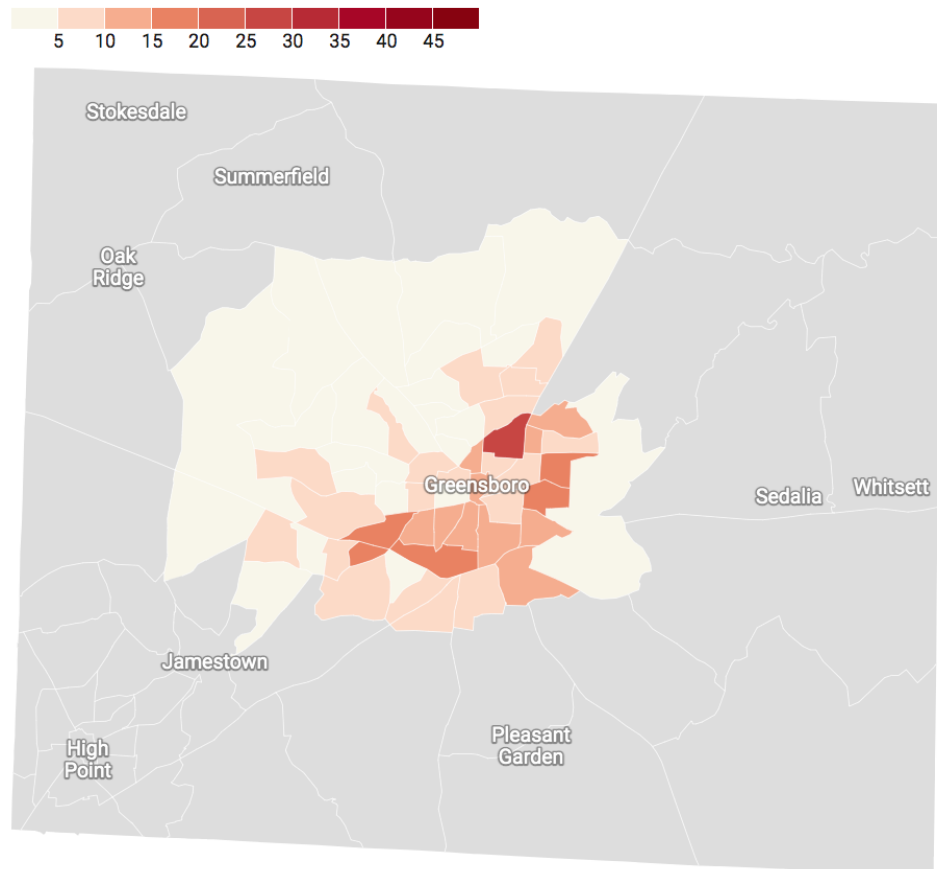 5 10 15 20 25 30 35 40 45
Stokesdale
Summerfield
Oak
Ridge
Greensboro
Sedalia
Whitsett
Jamestown
Pleasant
Garden
High
Point